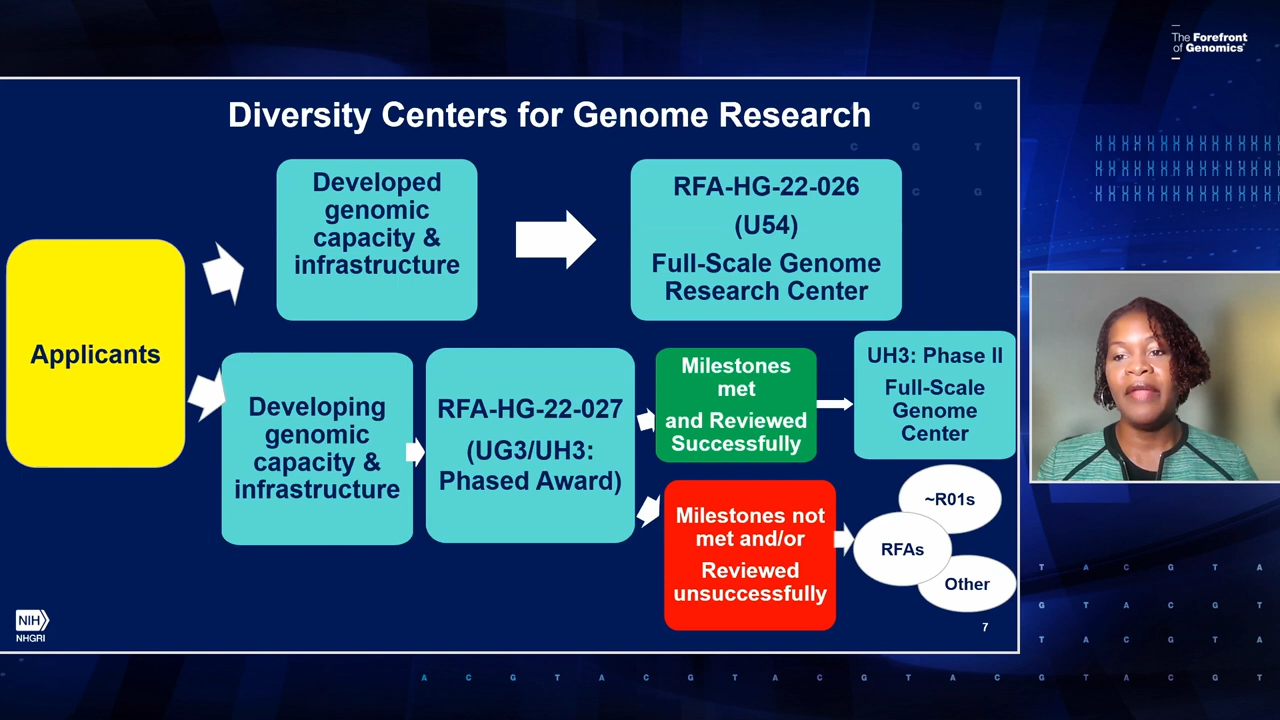 The Forefront
of Genomics
Diversity Centers for Genome Research
Applicants
Developed
genomic
capacity &
infrastructure
RFA-HG-22-026
(U54)
Full-Scale Genome
Research Center
Developing
genomic
capacity &
infrastructure
RFA-HG-22-027
(UG3/UH3:
Phased Award)
Milestones
met
and Reviewed
Successfully
UH3: Phase II
Full-Scale
Genome
Center
Milestones not
met and/or
Reviewed
unsuccessfully
~R01s
RFAs
Other
NIH
NHGRI
7
C G
C G T
C G
T A C G T A
G T A C G T
T A C G T A
A C G T A C G T A C G T A C G T A C G T